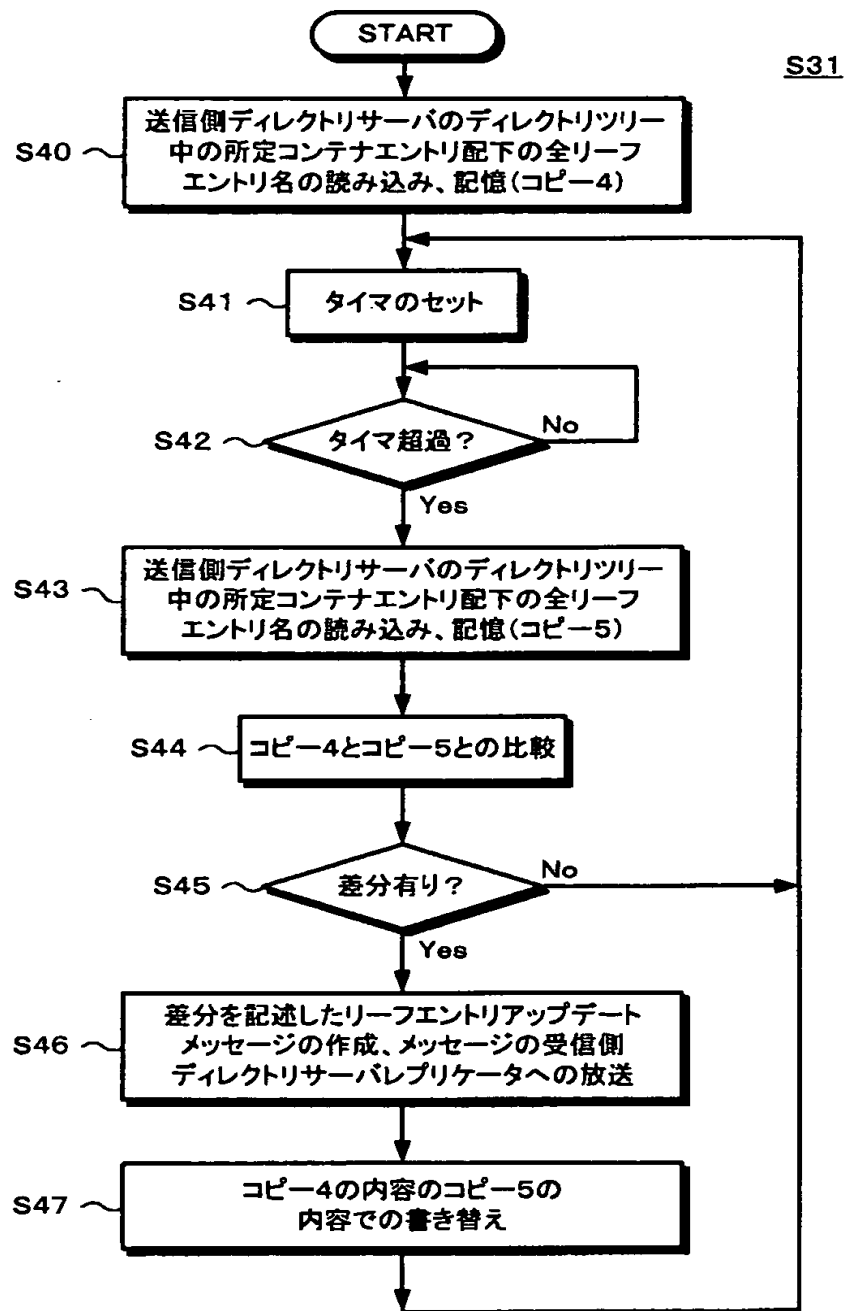 START
S31
S40
送信側ディレクトリサーバのディレクトリツリー
中の所定コンテナエントリ配下の全リーフ
エントリ名の読み込み、記憶(コピー4)
S41
タイマのセット
S42
タイマ超過?
No
Yes
S43
送信側ディレクトリサーバのディレクトリツリー
中の所定コンテナエントリ配下の全リーフ
エントリ名の読み込み、記憶(コピー5)
S44
コピー4とコピー5との比較
S45
差分有り?
No
Yes
S46
差分を記述したリーフエントリアップデート
メッセージの作成、メッセージの受信側
ディレクトリサーバレプリケータへの放送
S47
コピー4の内容のコピー5の
内容での書き替え